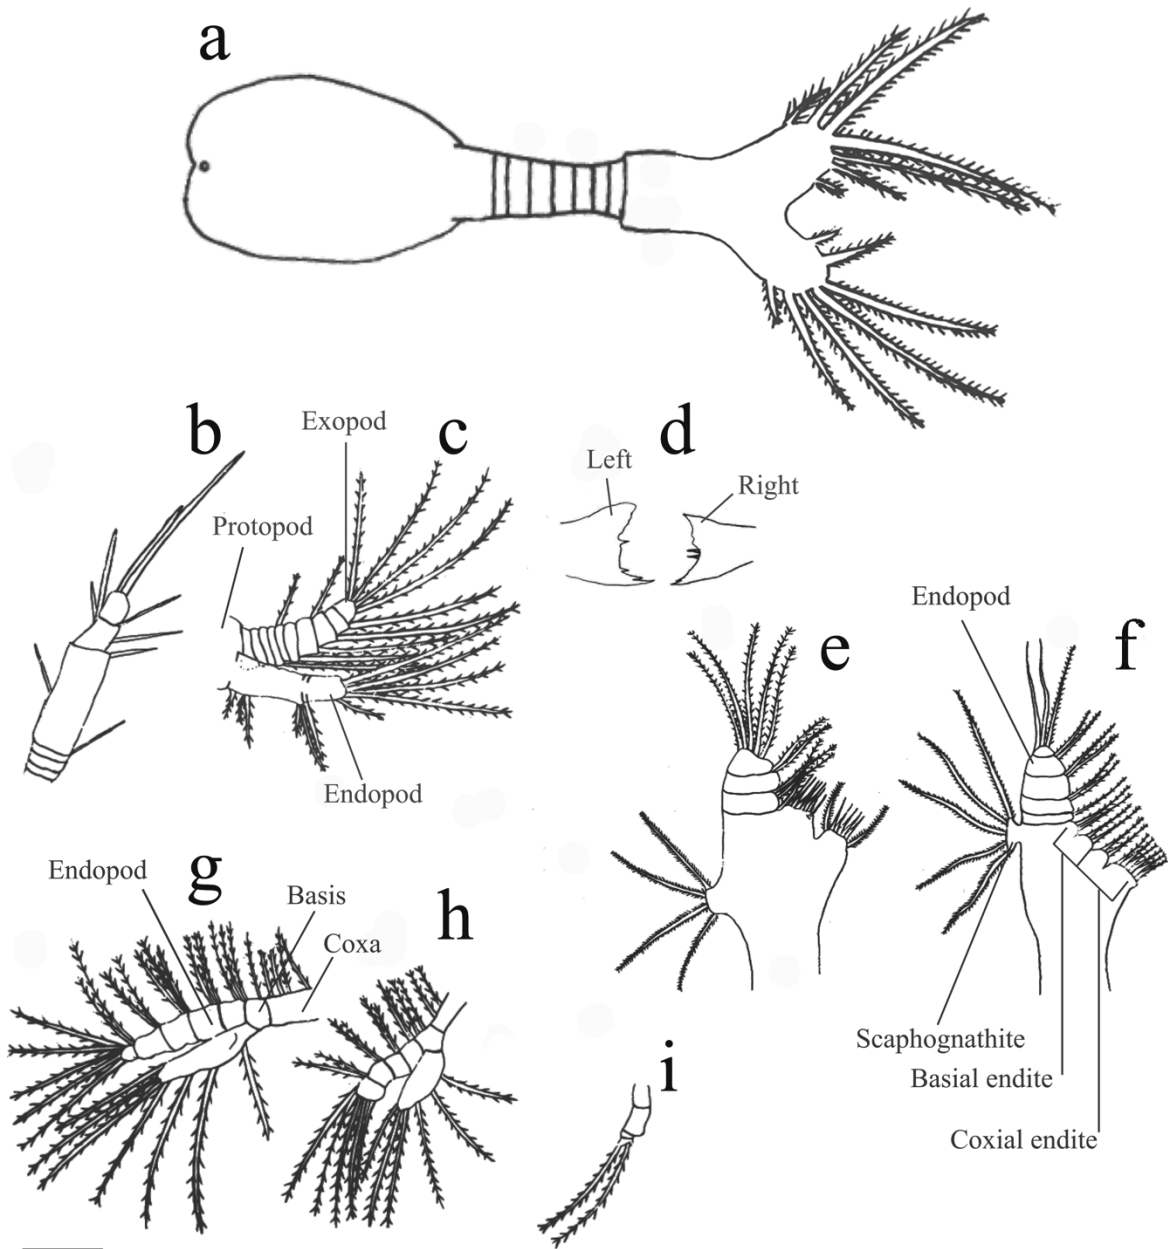 a
b
Exopod
c
d
Left
Right
Protopod
Endopod
e
f
Endopod
g
Endopod
Basis
Coxa
h
i
Scaphognathite
Basial endite
Coxial endite